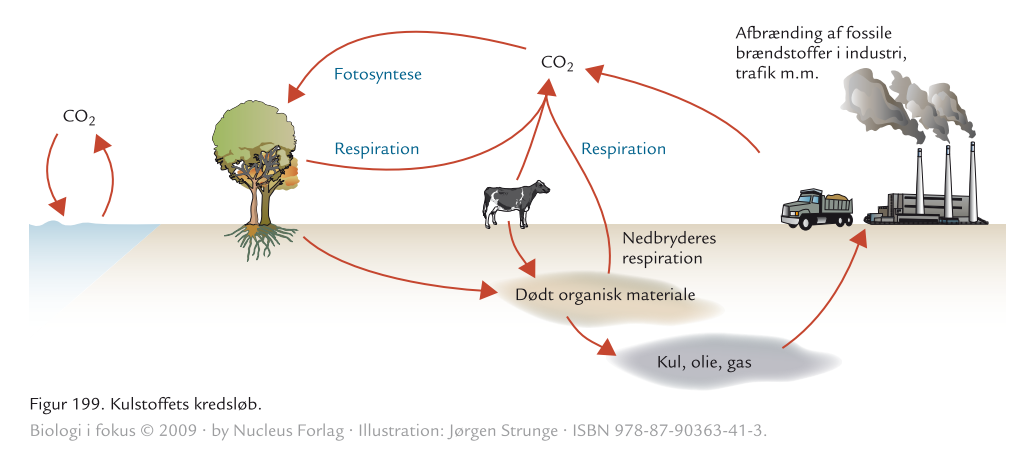 Afbrænding af fossile
brændstoffer i industri,
trafik m.m.
CO₂
Fotosyntese
CO₂
Respiration
Respiration
Nedbryderes
respiration
Dødt organisk materiale
Kul, olie, gas
Figur 199. Kulstoffets kredsløb.
Biologi i fokus © 2009 · by Nucleus Forlag · Illustration: Jørgen Strunge · ISBN 978-87-90363-41-3.